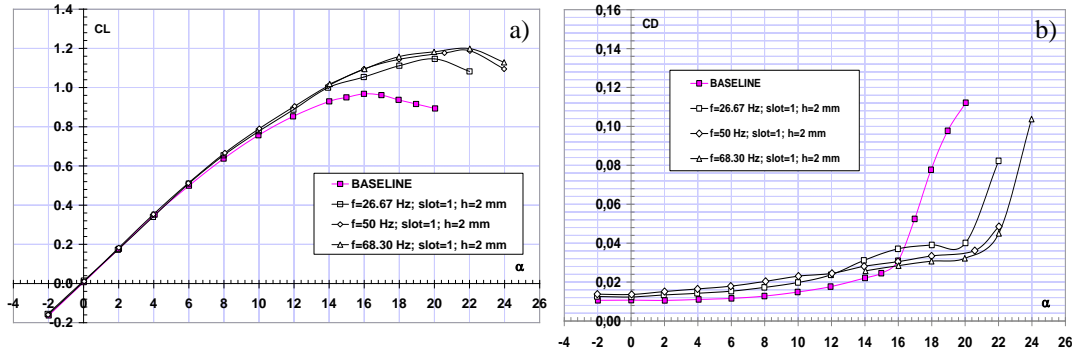 CL
a)
1.4
1.2
1.0
0.8
0.6
0.4
0.2
0.0
-0.2
-4 -2 0 2 4 6 8 10 12 14 16 18 20 22 24 26
α
BASELINE
f=26.67 Hz; slot=1; h=2 mm
f=50 Hz; slot=1; h=2 mm
f=68.30 Hz; slot=1; h=2 mm
CD
b)
0,16
0,14
0,12
0,10
0,08
0,06
0,04
0,02
0,00
-4 -2 0 2 4 6 8 10 12 14 16 18 20 22 24 26
α
BASELINE
f=26.67 Hz; slot=1; h=2 mm
f=50 Hz; slot=1; h=2 mm
f=68.30 Hz; slot=1; h=2 mm